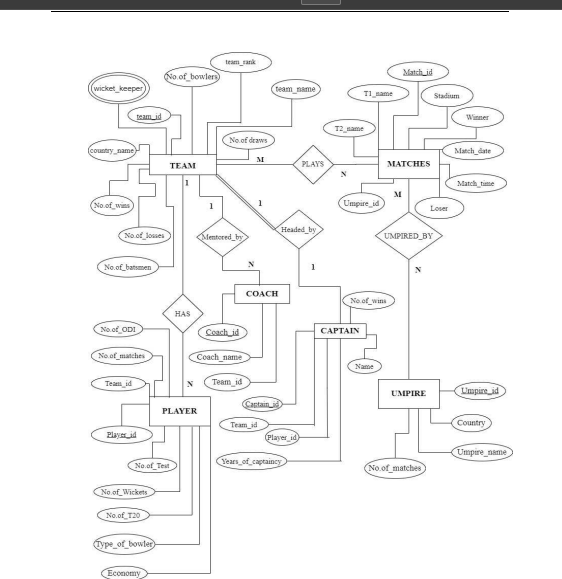 team_rank
No.of_bowlers
Match_id
wicket_keeper
team_name
T1_name
Stadium
team_id
Winner
T2_name
No.of draws
country_name
Match_date
M
TEAM
PLAYS
MATCHES
N
1
Match_time
M
No.of_wins
1
1
Umpire_id
Loser
No.of_losses
Mentored_by
Headed_by
UMPIRED_BY
No.of_batsmen
N
1
N
COACH
No.of_wins
HAS
No.of_ODI
Coach_id
CAPTAIN
No.of_matches
Coach_name
Name
Team_id
N
Team_id
UMPIRE
Umpire_id
PLAYER
Captain_id
Team_id
Country
Player_id
Player_id
Umpire_name
No.of_Test
Years_of_captaincy
No.of_matches
No.of_Wickets
No.of_T20
Type_of_bowler
Economy